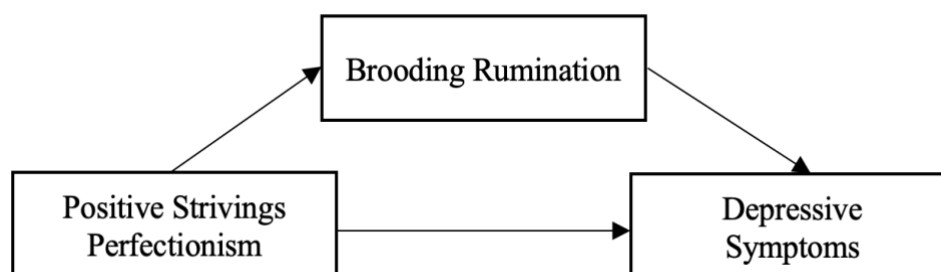 Brooding Rumination
Positive Strivings
Perfectionism
Depressive
Symptoms